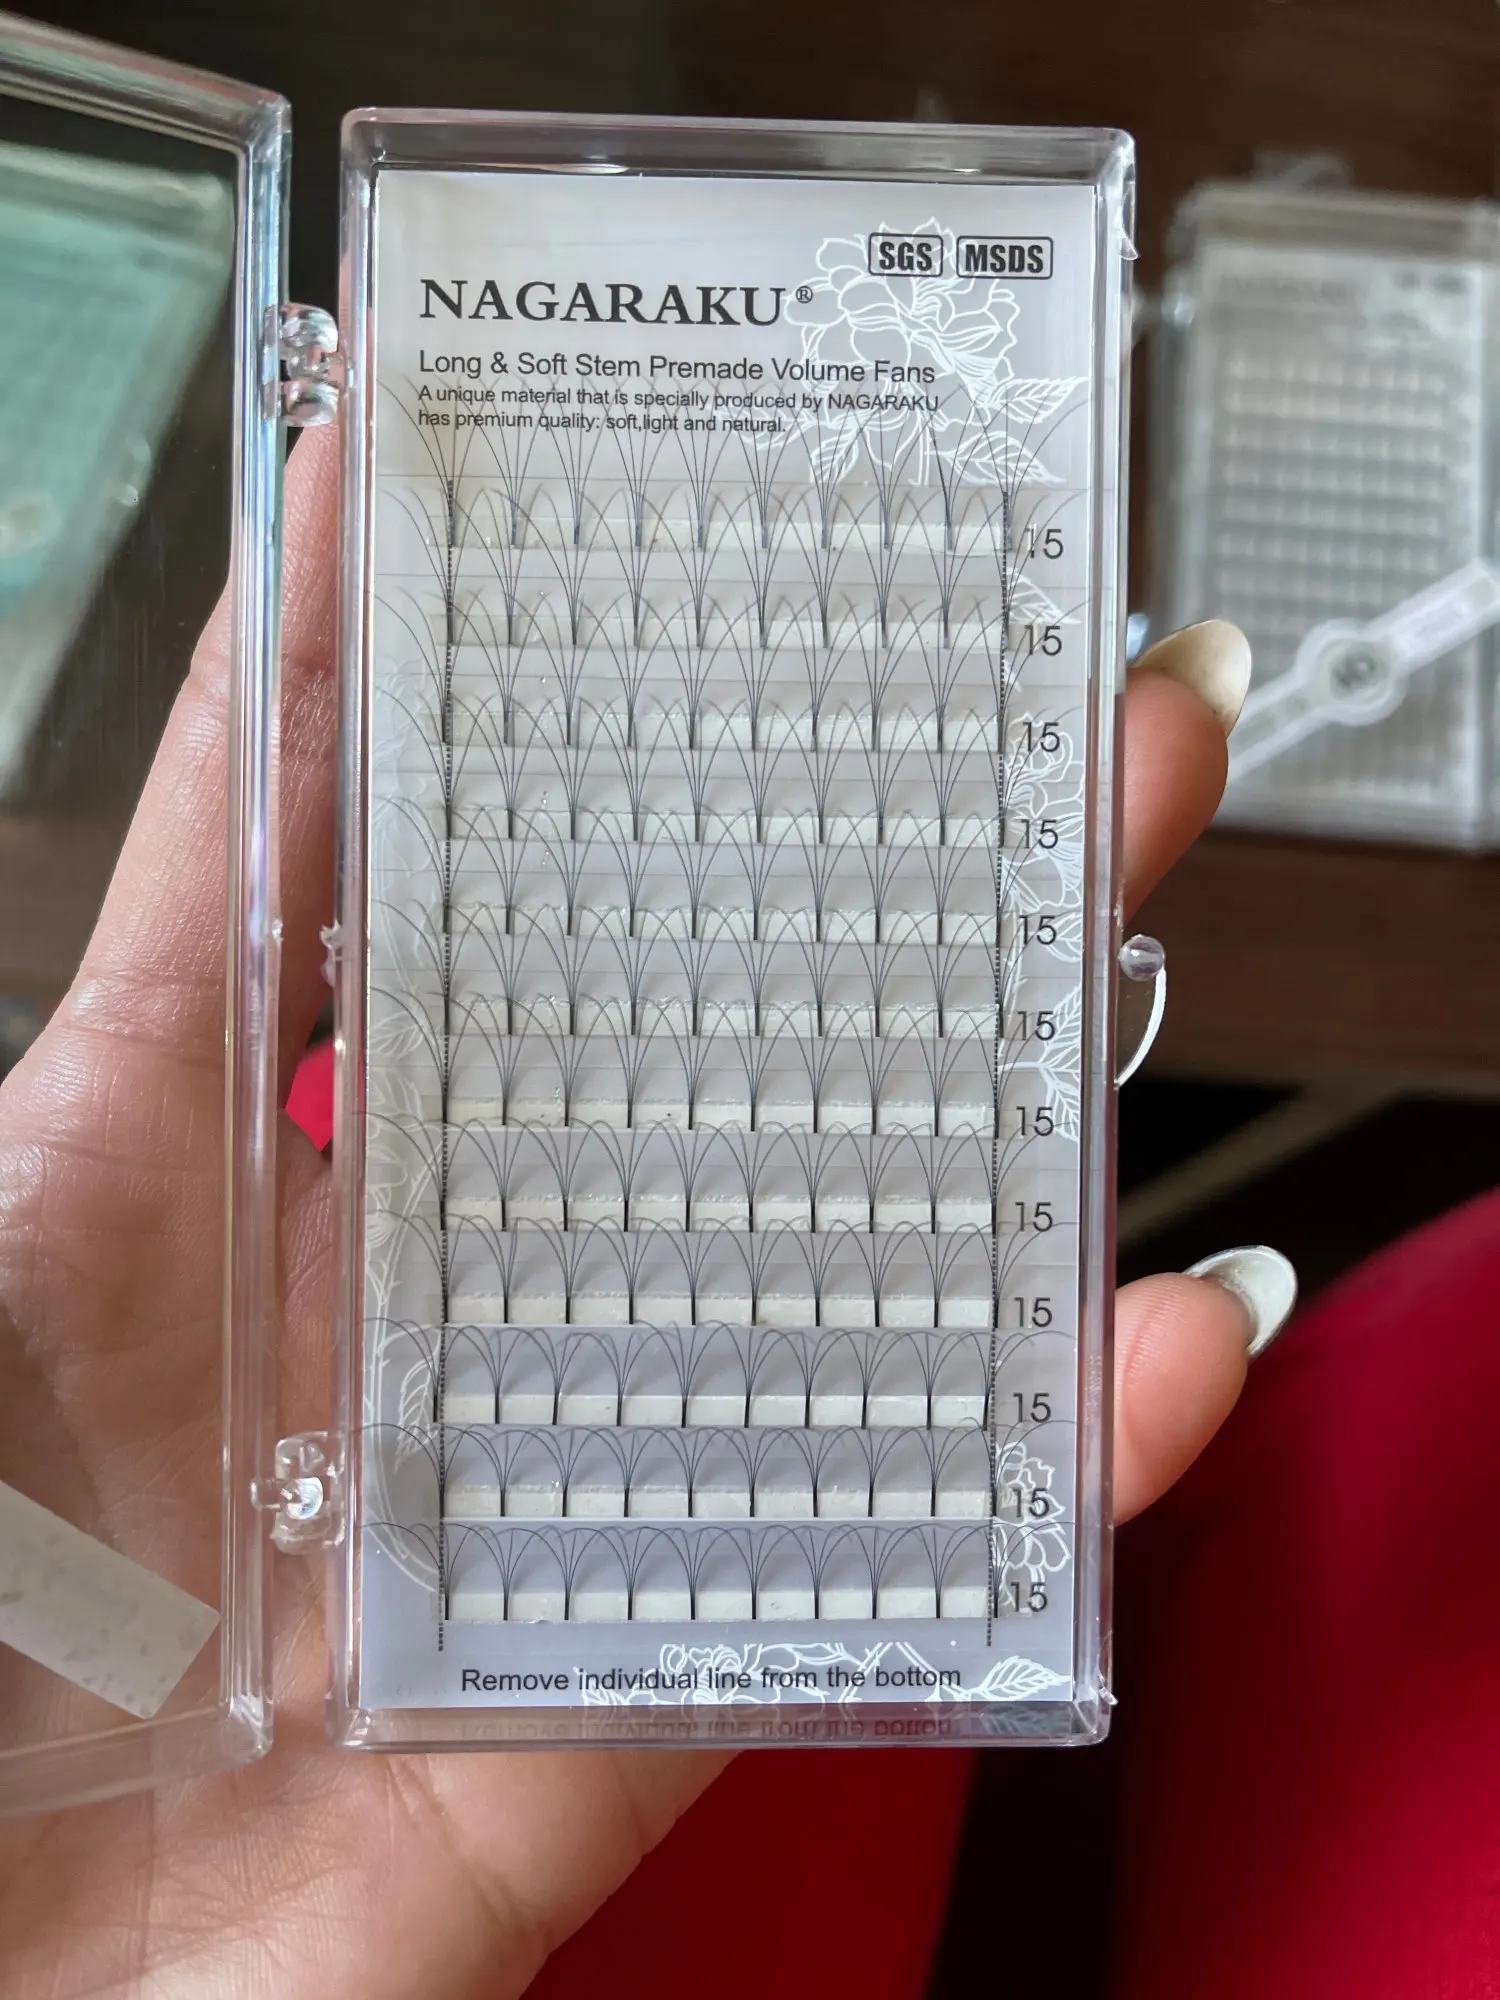 SGS MSDS
NAGARAKU®
Long & Soft Stem Premade Volume Fans
A unique material that is specially produced by NAGARAKU
has premium quality: soft,light and natural.
15
15
15
15
15
15
15
15
15
15
15
15
Remove individual line from the bottom